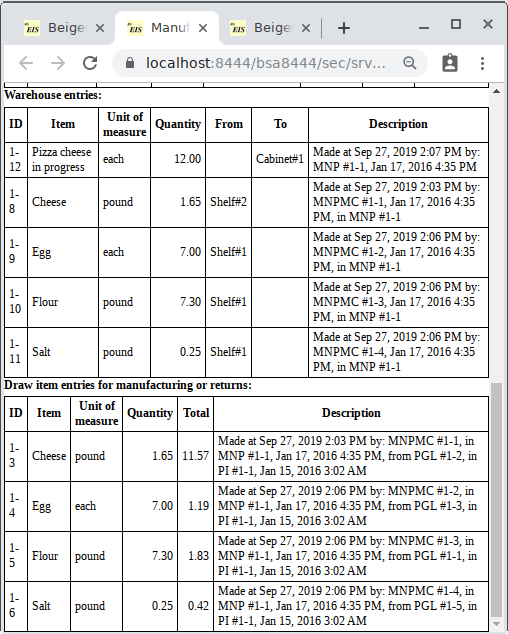 EIS Beige
EIS Manuf
EIS Beige
localhost:8444/bsa8444/sec/srv...
Warehouse entries:
ID Item Unit of measure Quantity From To Description
1-12 Pizza cheese in progress each 12.00 Cabinet#1 Made at Sep 27, 2019 2:07 PM by: MNP #1-1, Jan 17, 2016 4:35 PM
1-8 Cheese pound 1.65 Shelf#2 Made at Sep 27, 2019 2:03 PM by: MNPMC #1-1, Jan 17, 2016 4:35 PM, in MNP #1-1
1-9 Egg each 7.00 Shelf#1 Made at Sep 27, 2019 2:06 PM by: MNPMC #1-2, Jan 17, 2016 4:35 PM, in MNP #1-1
1-10 Flour pound 7.30 Shelf#1 Made at Sep 27, 2019 2:06 PM by: MNPMC #1-3, Jan 17, 2016 4:35 PM, in MNP #1-1
1-11 Salt pound 0.25 Shelf#1 Made at Sep 27, 2019 2:06 PM by: MNPMC #1-4, Jan 17, 2016 4:35 PM, in MNP #1-1
Draw item entries for manufacturing or returns:
ID Item Unit of measure Quantity Total Description
1-3 Cheese pound 1.65 11.57 Made at Sep 27, 2019 2:03 PM by: MNPMC #1-1, in MNP #1-1, Jan 17, 2016 4:35 PM, from PGL #1-2, in PI #1-1, Jan 15, 2016 3:02 AM
1-4 Egg each 7.00 1.19 Made at Sep 27, 2019 2:06 PM by: MNPMC #1-2, in MNP #1-1, Jan 17, 2016 4:35 PM, from PGL #1-3, in PI #1-1, Jan 15, 2016 3:02 AM
1-5 Flour pound 7.30 1.83 Made at Sep 27, 2019 2:06 PM by: MNPMC #1-3, in MNP #1-1, Jan 17, 2016 4:35 PM, from PGL #1-1, in PI #1-1, Jan 15, 2016 3:02 AM
1-6 Salt pound 0.25 0.42 Made at Sep 27, 2019 2:06 PM by: MNPMC #1-4, in MNP #1-1, Jan 17, 2016 4:35 PM, from PGL #1-5, in PI #1-1, Jan 15, 2016 3:02 AM